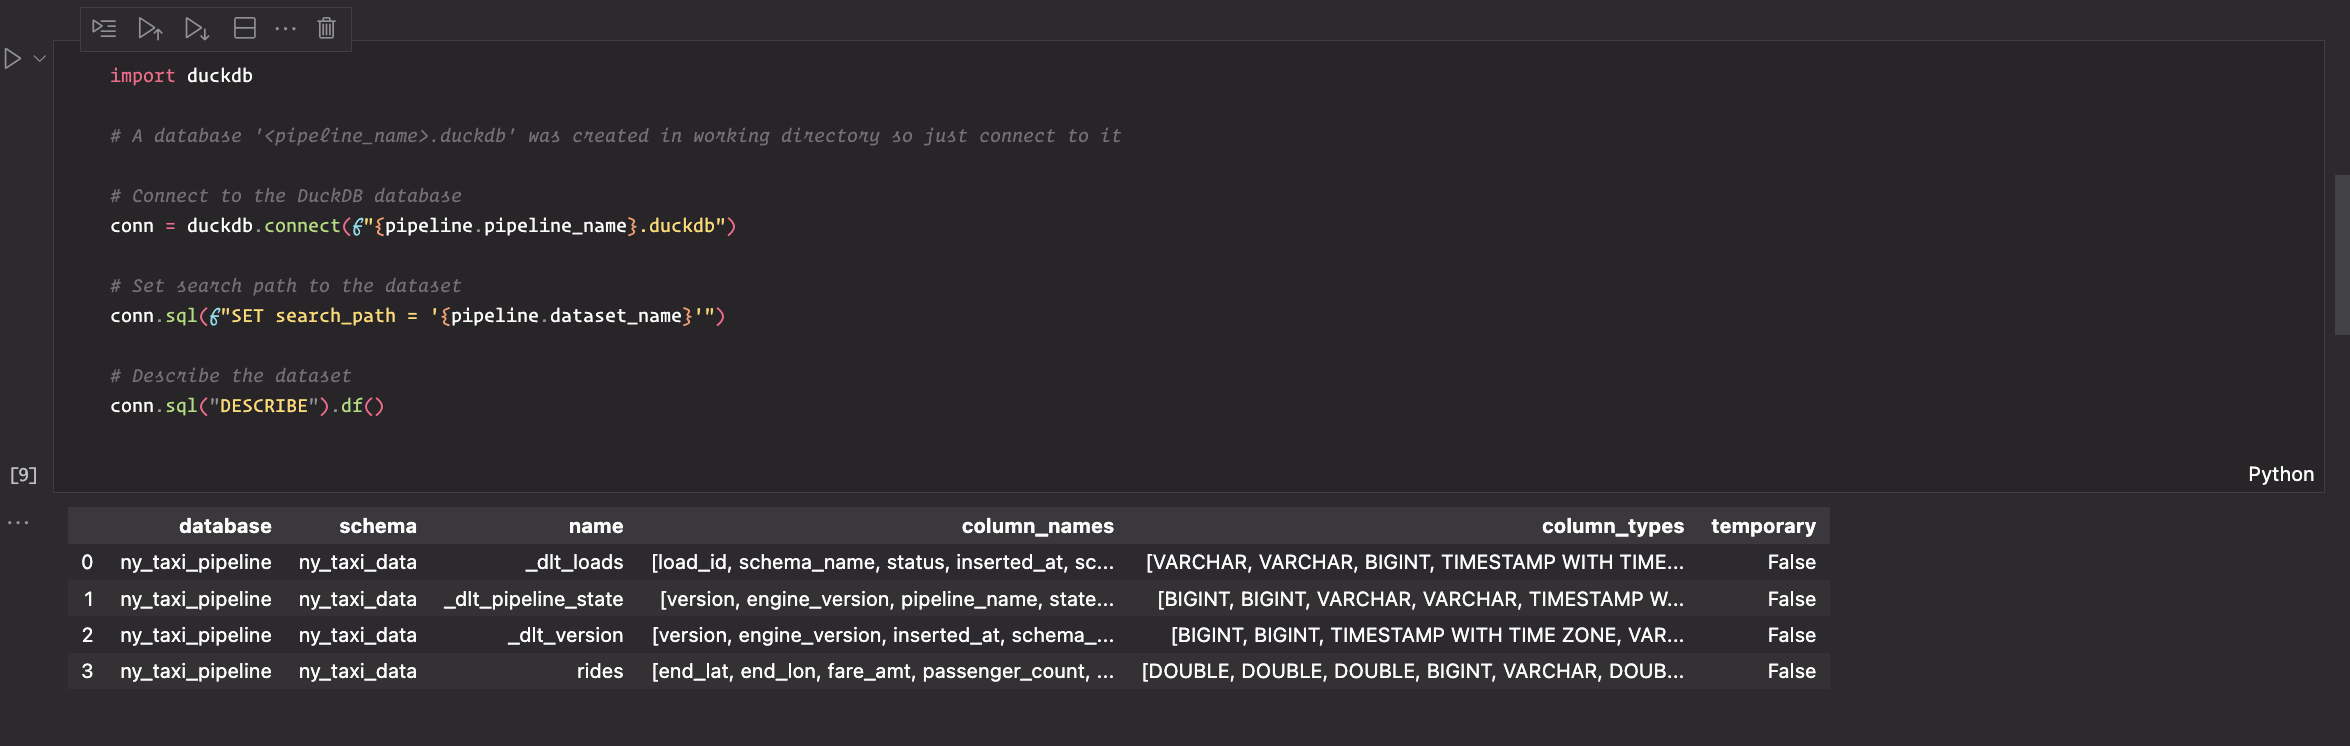 import duckdb
# A database '<pipeline_name>.duckdb' was created in working directory so just connect to it
# Connect to the DuckDB database
conn = duckdb.connect(f"{pipeline.pipeline_name}.duckdb")
# Set search path to the dataset
conn.sql(f"SET search_path = '{pipeline.dataset_name}'")
# Describe the dataset
conn.sql("DESCRIBE").df()
[9]
Python
database schema name column_names column_types temporary
0 ny_taxi_pipeline ny_taxi_data _dlt_loads [load_id, schema_name, status, inserted_at, sc... [VARCHAR, VARCHAR, BIGINT, TIMESTAMP WITH TIME... False
1 ny_taxi_pipeline ny_taxi_data _dlt_pipeline_state [version, engine_version, pipeline_name, state... [BIGINT, BIGINT, VARCHAR, VARCHAR, TIMESTAMP W... False
2 ny_taxi_pipeline ny_taxi_data _dlt_version [version, engine_version, inserted_at, schema_... [BIGINT, BIGINT, TIMESTAMP WITH TIME ZONE, VAR... False
3 ny_taxi_pipeline ny_taxi_data rides [end_lat, end_lon, fare_amt, passenger_count, ... [DOUBLE, DOUBLE, DOUBLE, BIGINT, VARCHAR, DOUB... False